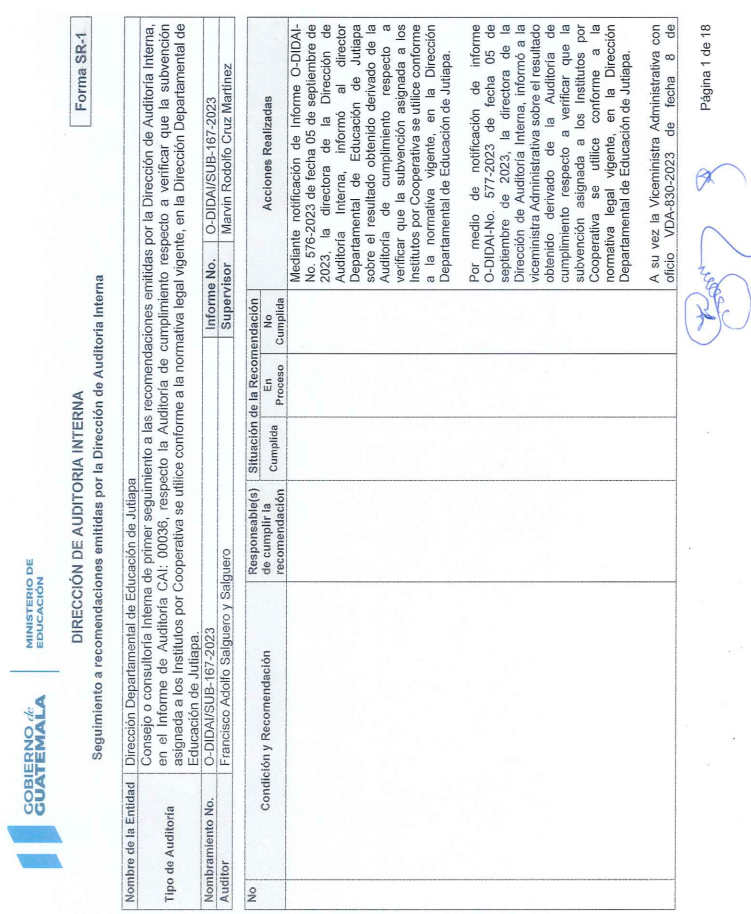 GOBIERNO de
GUATEMALA
MINISTERIO DE
EDUCACIÓN
DIRECCIÓN DE AUDITORIA INTERNA
Forma SR-1
Seguimiento a recomendaciones emitidas por la Dirección de Auditoría Interna
Nombre de la Entidad
Dirección Departamental de Educación de Jutiapa
Tipo de Auditoría
Consejo o consultoría Interna de primer seguimiento a las recomendaciones emitidas por la Dirección de Auditoría Interna,
en el Informe de Auditoría CAI: 00036, respecto la Auditoría de cumplimiento respecto a verificar que la subvención
asignada a los Institutos por Cooperativa se utilice conforme a la normativa legal vigente, en la Dirección Departamental de
Educación de Jutiapa.
Nombramiento No.
O-DIDAI/SUB-167-2023
Informe No.
O-DIDAI/SUB-167-2023
Auditor
Francisco Adolfo Salguero y Salguero
Supervisor
Marvin Rodolfo Cruz Martínez
No
Condición y Recomendación
Responsable(s)
de cumplir la
recomendación
Situación de la Recomendación
Cumplida
En
Proceso
No
Cumplida
Acciones Realizadas
Mediante notificación de Informe O-DIDAI-
No. 576-2023 de fecha 05 de septiembre de
2023, la directora de la Dirección de
Auditoría Interna, informó al director
Departamental de Educación de Jutiapa
sobre el resultado obtenido derivado de la
Auditoría de cumplimiento respecto a
verificar que la subvención asignada a los
Institutos por Cooperativa se utilice conforme
a la normativa vigente, en la Dirección
Departamental de Educación de Jutiapa.
Por medio de notificación de informe
O-DIDAI-No. 577-2023 de fecha 05 de
septiembre de 2023, la directora de la
Dirección de Auditoría Interna, informó a la
viceministra Administrativa sobre el resultado
obtenido derivado de la Auditoría de
cumplimiento respecto a verificar que la
subvención asignada a los Institutos por
Cooperativa se utilice conforme a la
normativa legal vigente, en la Dirección
Departamental de Educación de Jutiapa.
A su vez la Viceministra Administrativa con
oficio VDA-830-2023 de fecha 8 de
Página 1 de 18